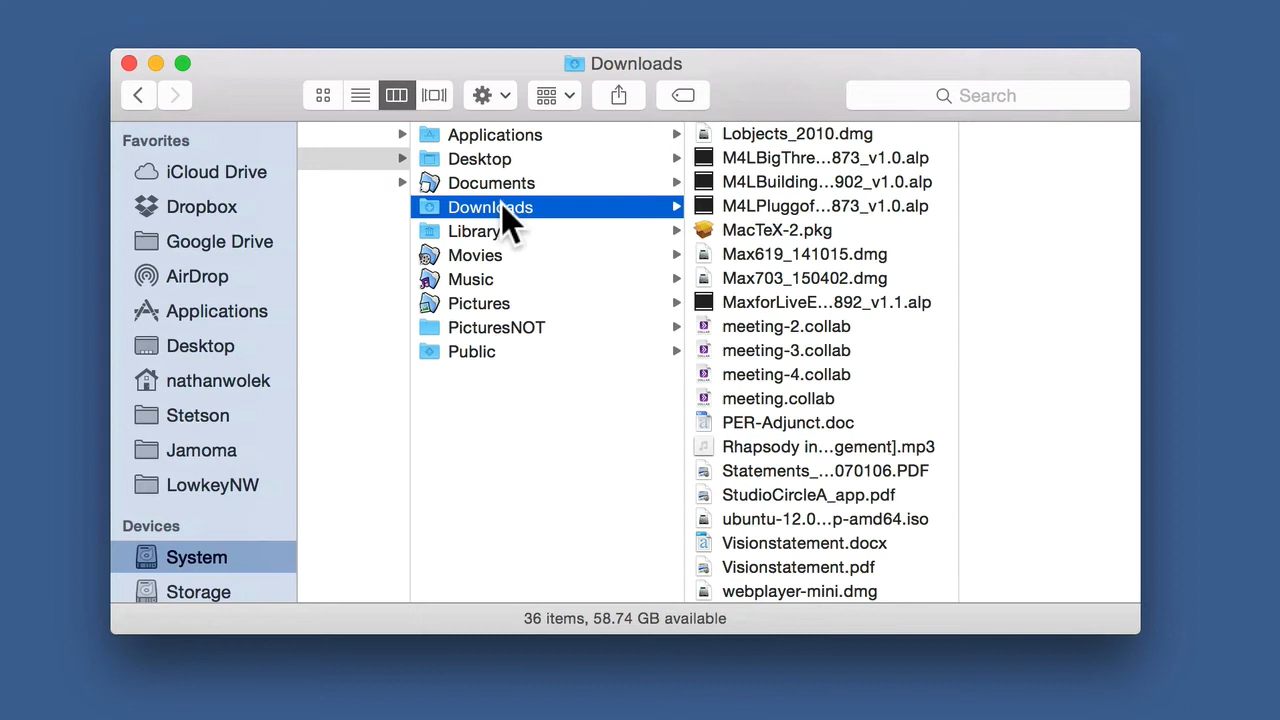 Downloads
Search
Favorites
iCloud Drive
Dropbox
Google Drive
AirDrop
Applications
Desktop
nathanwolek
Stetson
Jamoma
LowkeyNW
Devices
System
Storage
Applications
Desktop
Documents
Downloads
Library
Movies
Music
Pictures
PicturesNOT
Public
Lobjects_2010.dmg
M4LBigThre...873_v1.0.alp
M4LBuilding...902_v1.0.alp
M4LPluggof...873_v1.0.alp
MacTeX-2.pkg
Max619_141015.dmg
Max703_150402.dmg
MaxforLiveE...892_v1.1.alp
meeting-2.collab
meeting-3.collab
meeting-4.collab
meeting.collab
PER-Adjunct.doc
Rhapsody in...gement].mp3
Statements_...070106.PDF
StudioCircleA_app.pdf
ubuntu-12.0...p-amd64.iso
Visionstatement.docx
Visionstatement.pdf
webplayer-mini.dmg
36 items, 58.74 GB available